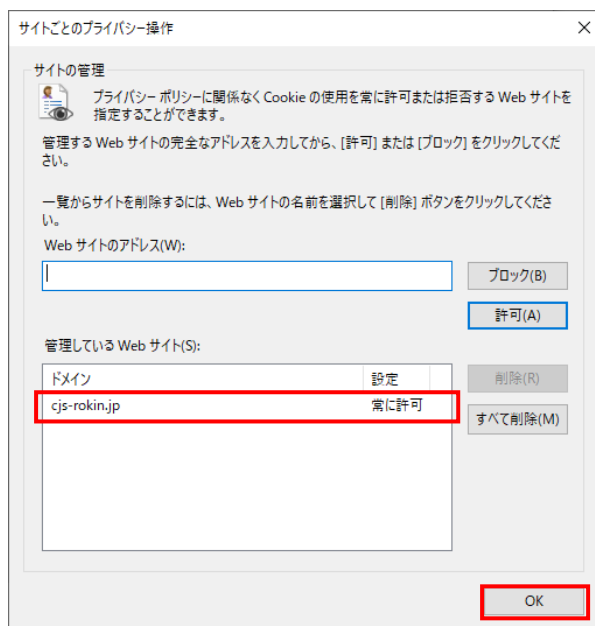 サイトごとのプライバシー操作
サイトの管理
プライバシー ポリシーに関係なく Cookie の使用を常に許可または拒否する Web サイトを
指定することができます。
管理する Web サイトの完全なアドレスを入力してから、[許可] または [ブロック] をクリックしてくだ
さい。
一覧からサイトを削除するには、Web サイトの名前を選択して [削除] ボタンをクリックしてくださ
い。
Web サイトのアドレス(W):
ブロック(B)
許可(A)
管理している Web サイト(S):
ドメイン 設定
削除(R)
cjs-rokin.jp 常に許可
すべて削除(M)
OK